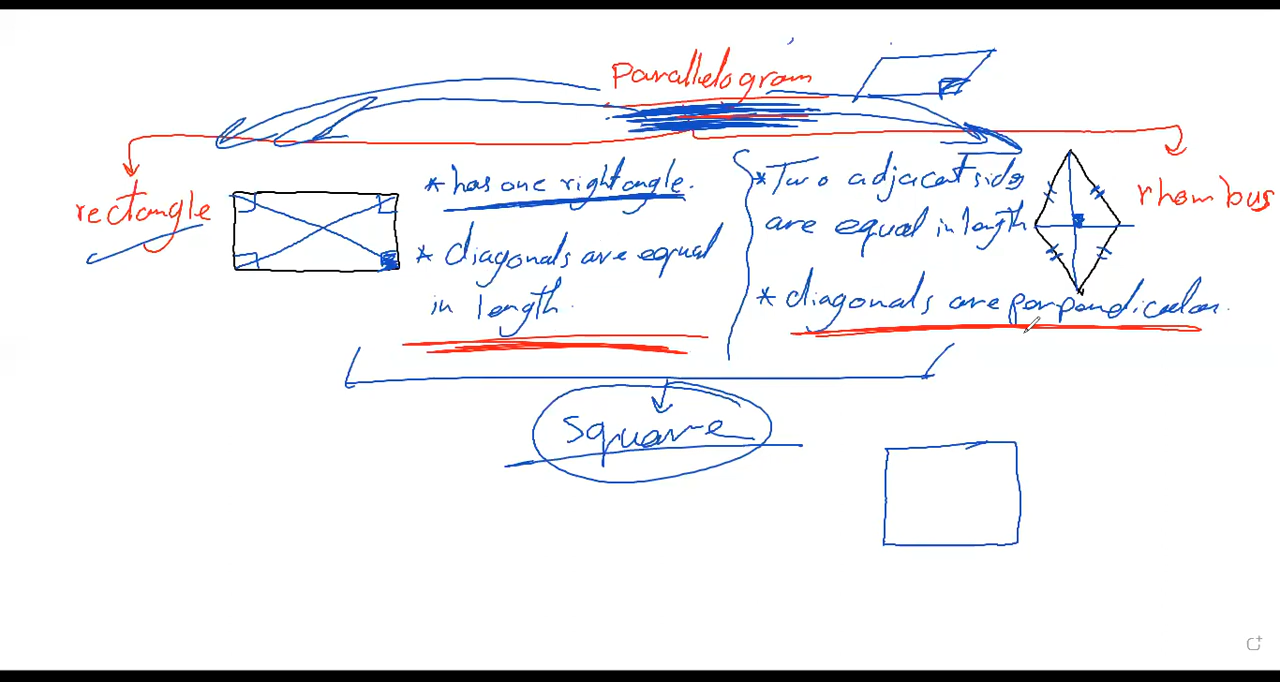 Parallelogram
rectangle
* has one right angle.
* diagonals are equal
in length.
* Two adjacent sides
are equal in length
* diagonals are perpendicular.
rhombus
square